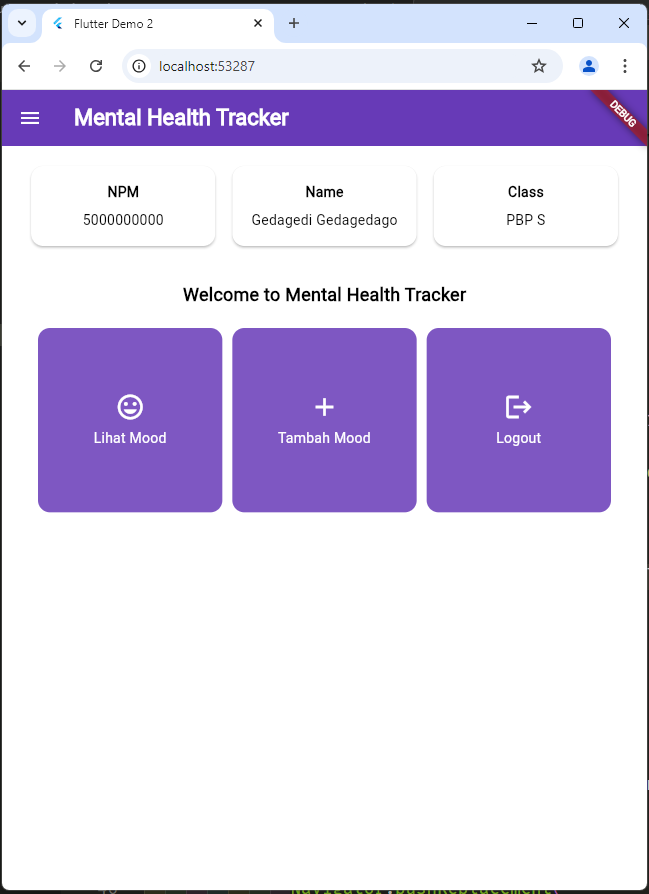 Flutter Demo 2
localhost:53287
Mental Health Tracker
DEBUG
NPM
5000000000
Name
Gedagedi Gedagedago
Class
PBP S
Welcome to Mental Health Tracker
Lihat Mood
Tambah Mood
Logout